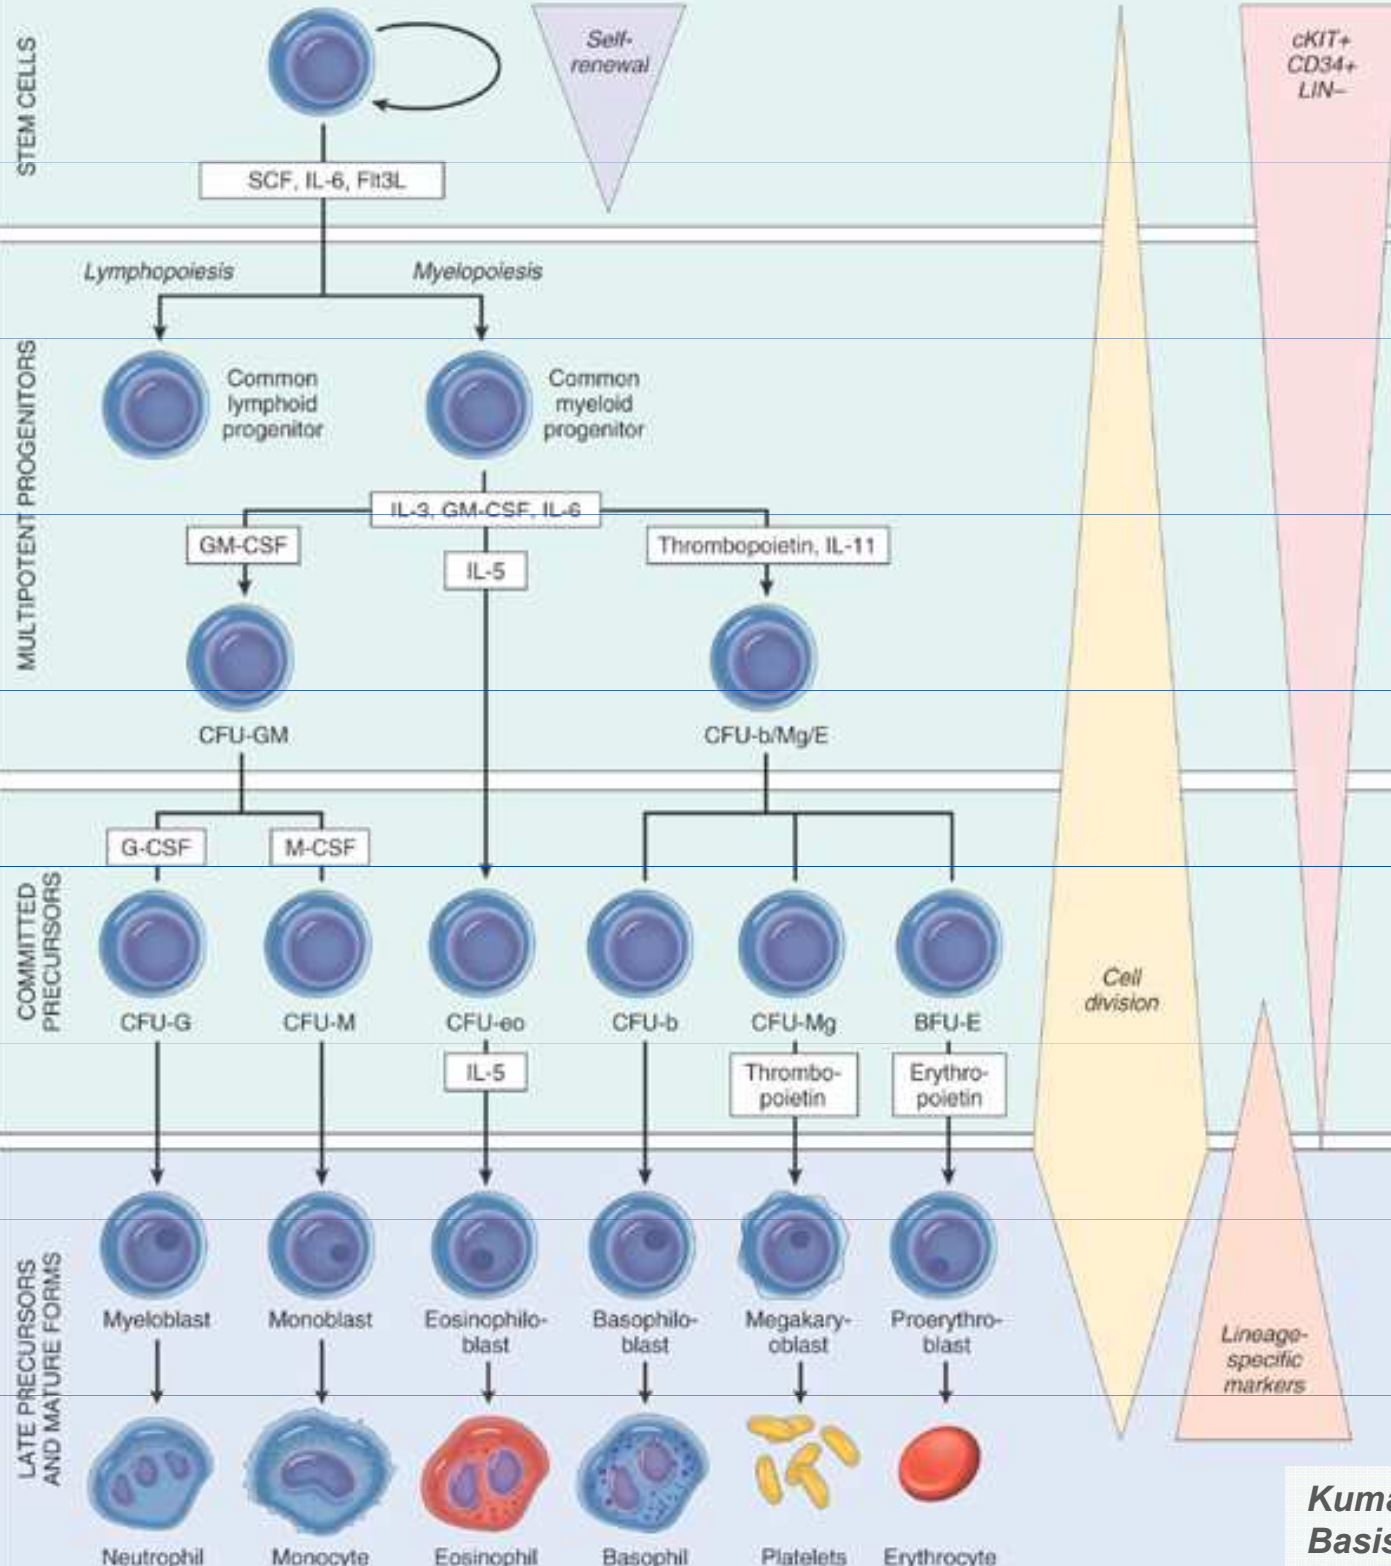 STEM CELLS
Self-
renewal
cKIT+
CD34+
LIN–
SCF, IL-6, Flt3L
MULTIPOTENT PROGENITORS
Lymphopoiesis
Myelopoiesis
Common
lymphoid
progenitor
Common
myeloid
progenitor
IL-3, GM-CSF, IL-6
GM-CSF
IL-5
Thrombopoietin, IL-11
CFU-GM
CFU-b/Mg/E
COMMITTED
PRECURSORS
G-CSF
M-CSF
CFU-G
CFU-M
CFU-eo
CFU-b
CFU-Mg
BFU-E
Cell
division
IL-5
Thrombo-
poietin
Erythro-
poietin
LATE PRECURSORS
AND MATURE FORMS
Myeloblast
Monoblast
Eosinophilo-
blast
Basophilo-
blast
Megakary-
oblast
Proerythro-
blast
Lineage-
specific
markers
Neutrophil
Monocyte
Eosinophil
Basophil
Platelets
Erythrocyte
Kuma
Basis